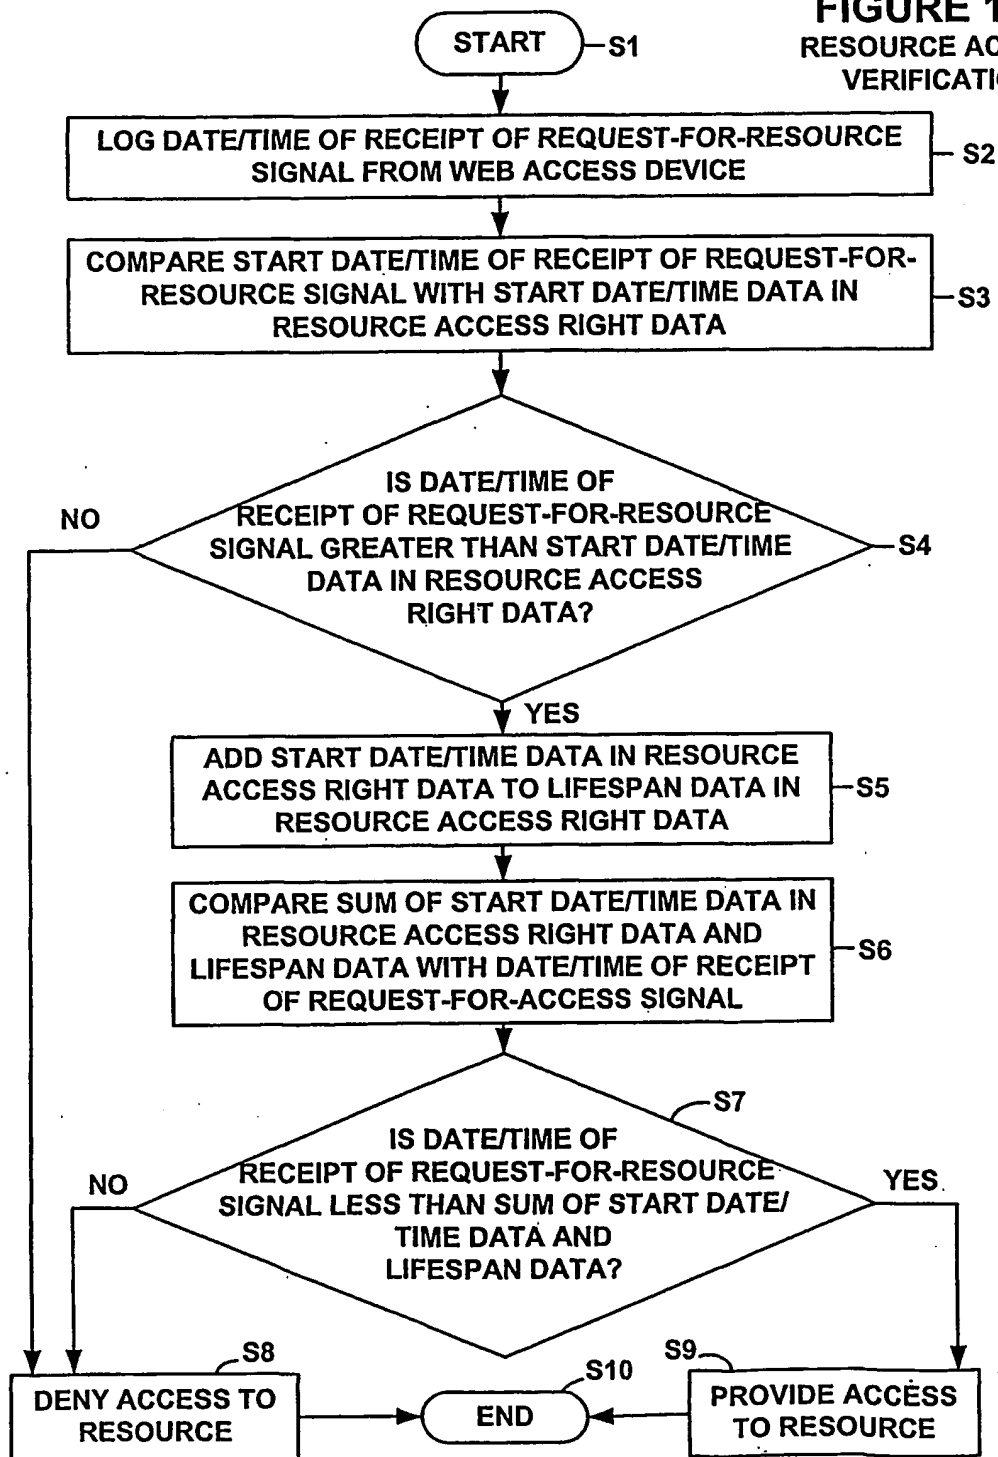 FIGURE 1
RESOURCE AC
VERIFICATI
START
S1
LOG DATE/TIME OF RECEIPT OF REQUEST-FOR-RESOURCE
SIGNAL FROM WEB ACCESS DEVICE
S2
COMPARE START DATE/TIME OF RECEIPT OF REQUEST-FOR-
RESOURCE SIGNAL WITH START DATE/TIME DATA IN
RESOURCE ACCESS RIGHT DATA
S3
IS DATE/TIME OF
RECEIPT OF REQUEST-FOR-RESOURCE
SIGNAL GREATER THAN START DATE/TIME
DATA IN RESOURCE ACCESS
RIGHT DATA?
S4
NO
YES
ADD START DATE/TIME DATA IN RESOURCE
ACCESS RIGHT DATA TO LIFESPAN DATA IN
RESOURCE ACCESS RIGHT DATA
S5
COMPARE SUM OF START DATE/TIME DATA IN
RESOURCE ACCESS RIGHT DATA AND
LIFESPAN DATA WITH DATE/TIME OF RECEIPT
OF REQUEST-FOR-ACCESS SIGNAL
S6
S7
IS DATE/TIME OF
RECEIPT OF REQUEST-FOR-RESOURCE
SIGNAL LESS THAN SUM OF START DATE/
TIME DATA AND
LIFESPAN DATA?
NO
YES
S8
DENY ACCESS TO
RESOURCE
S10
END
S9
PROVIDE ACCESS
TO RESOURCE